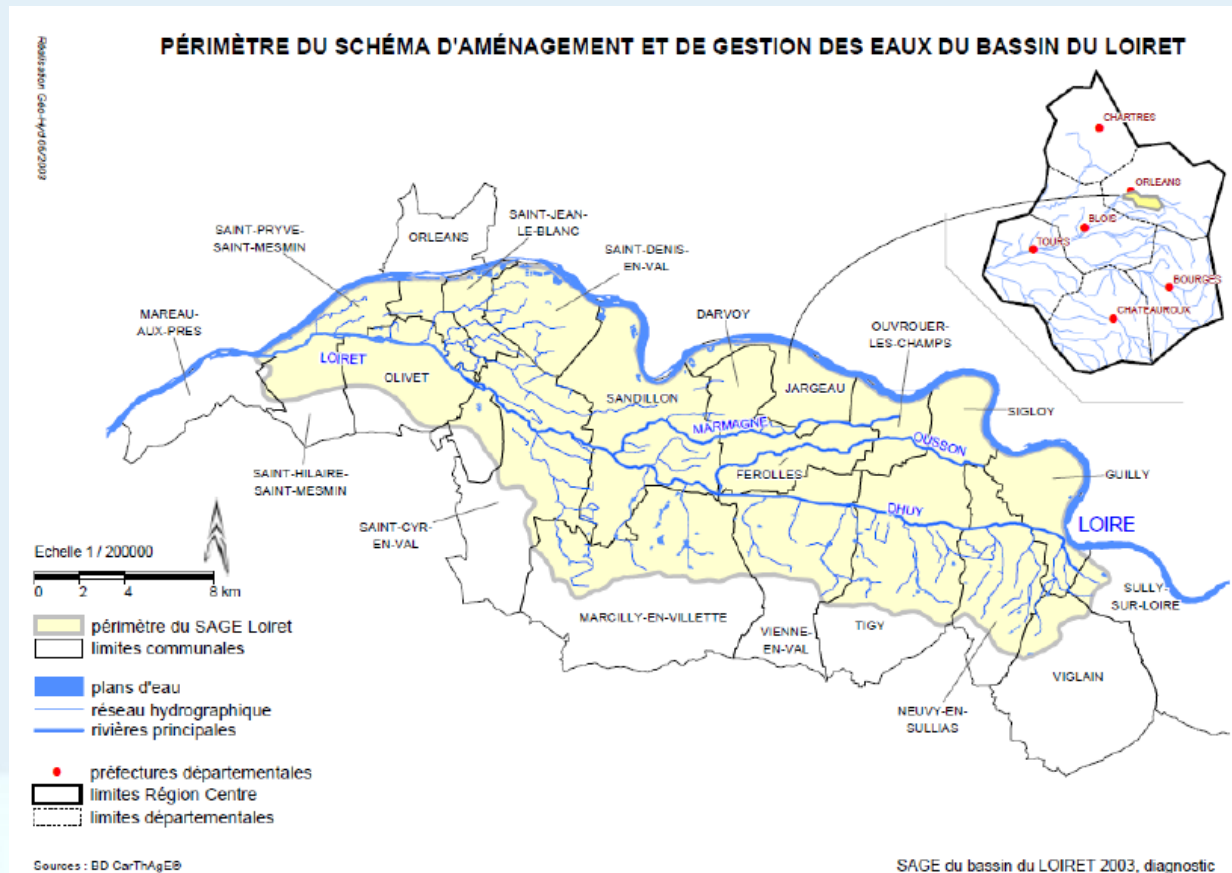 PÉRIMÈTRE DU SCHÉMA D'AMÉNAGEMENT ET DE GESTION DES EAUX DU BASSIN DU LOIRET
Réalisation Géo-Hyd 06/2003
CHARTRES
ORLEANS
BLOIS
TOURS
BOURGES
CHATEAUROUX
SAINT-PRYVE-
SAINT-MESMIN
ORLEANS
SAINT-JEAN-
LE-BLANC
SAINT-DENIS-
EN-VAL
MAREAU-
AUX-PRES
DARVOY
OUVROUER-
LES-CHAMPS
LOIRET
OLIVET
SANDILLON
JARGEAU
SIGLOY
MARMAGNE
OUSSON
FEROLLES
GUILLY
SAINT-HILAIRE-
SAINT-MESMIN
SAINT-CYR-
EN-VAL
DHUY
LOIRE
SULLY-
SUR-LOIRE
MARCILLY-EN-VILLETTE
VIENNE-
EN-VAL
TIGY
VIGLAIN
NEUVY-EN-
SULLIAS
Echelle 1 / 200000
0 2 4 8 km
périmètre du SAGE Loiret
limites communales
plans d'eau
réseau hydrographique
rivières principales
préfectures départementales
limites Région Centre
limites départementales
Sources : BD CarThAgE®
SAGE du bassin du LOIRET 2003, diagnostic